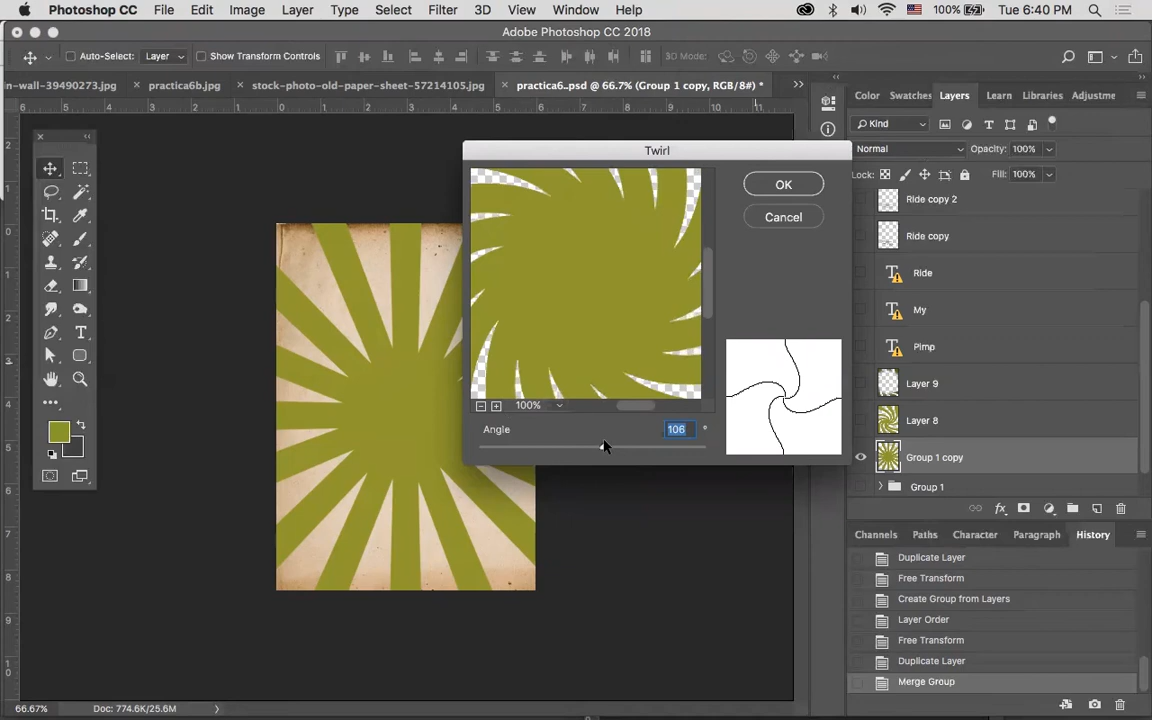 Photoshop CC File Edit Image Layer Type Select Filter 3D View Window Help 100% Tue 6:40 PM
Adobe Photoshop CC 2018
Auto-Select: Layer Show Transform Controls 3D Mode:
in-wall-39490273.jpg practica6b.jpg stock-photo-old-paper-sheet-57214105.jpg practica6..psd @ 66.7% (Group 1 copy, RGB/8#) *
Color Swatches Layers Learn Libraries Adjustme
Kind
Normal Opacity: 100%
Lock: Fill: 100%
Ride copy 2
Ride copy
Ride
My
Pimp
Layer 9
Layer 8
Group 1 copy
Group 1
Channels Paths Character Paragraph History
Duplicate Layer
Free Transform
Create Group from Layers
Layer Order
Free Transform
Duplicate Layer
Merge Group
Twirl
OK
Cancel
100%
Angle 106 °
66.67% Doc: 774.6K/25.6M